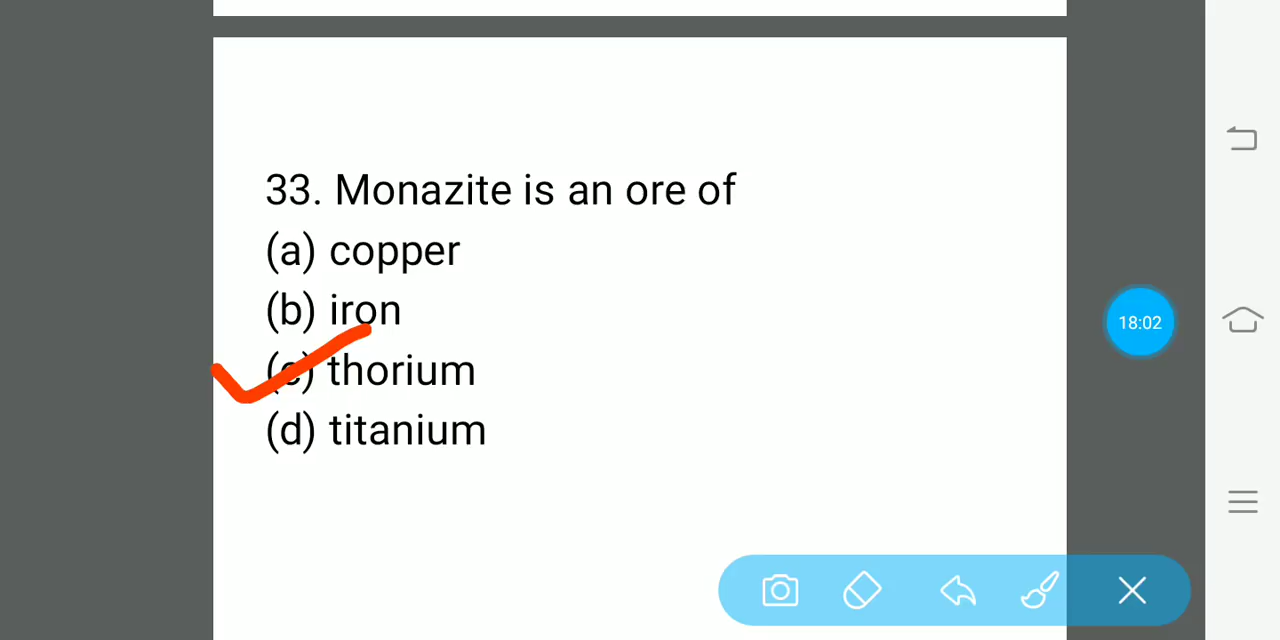 33. Monazite is an ore of
(a) copper
(b) iron
(c) thorium
(d) titanium
18:02